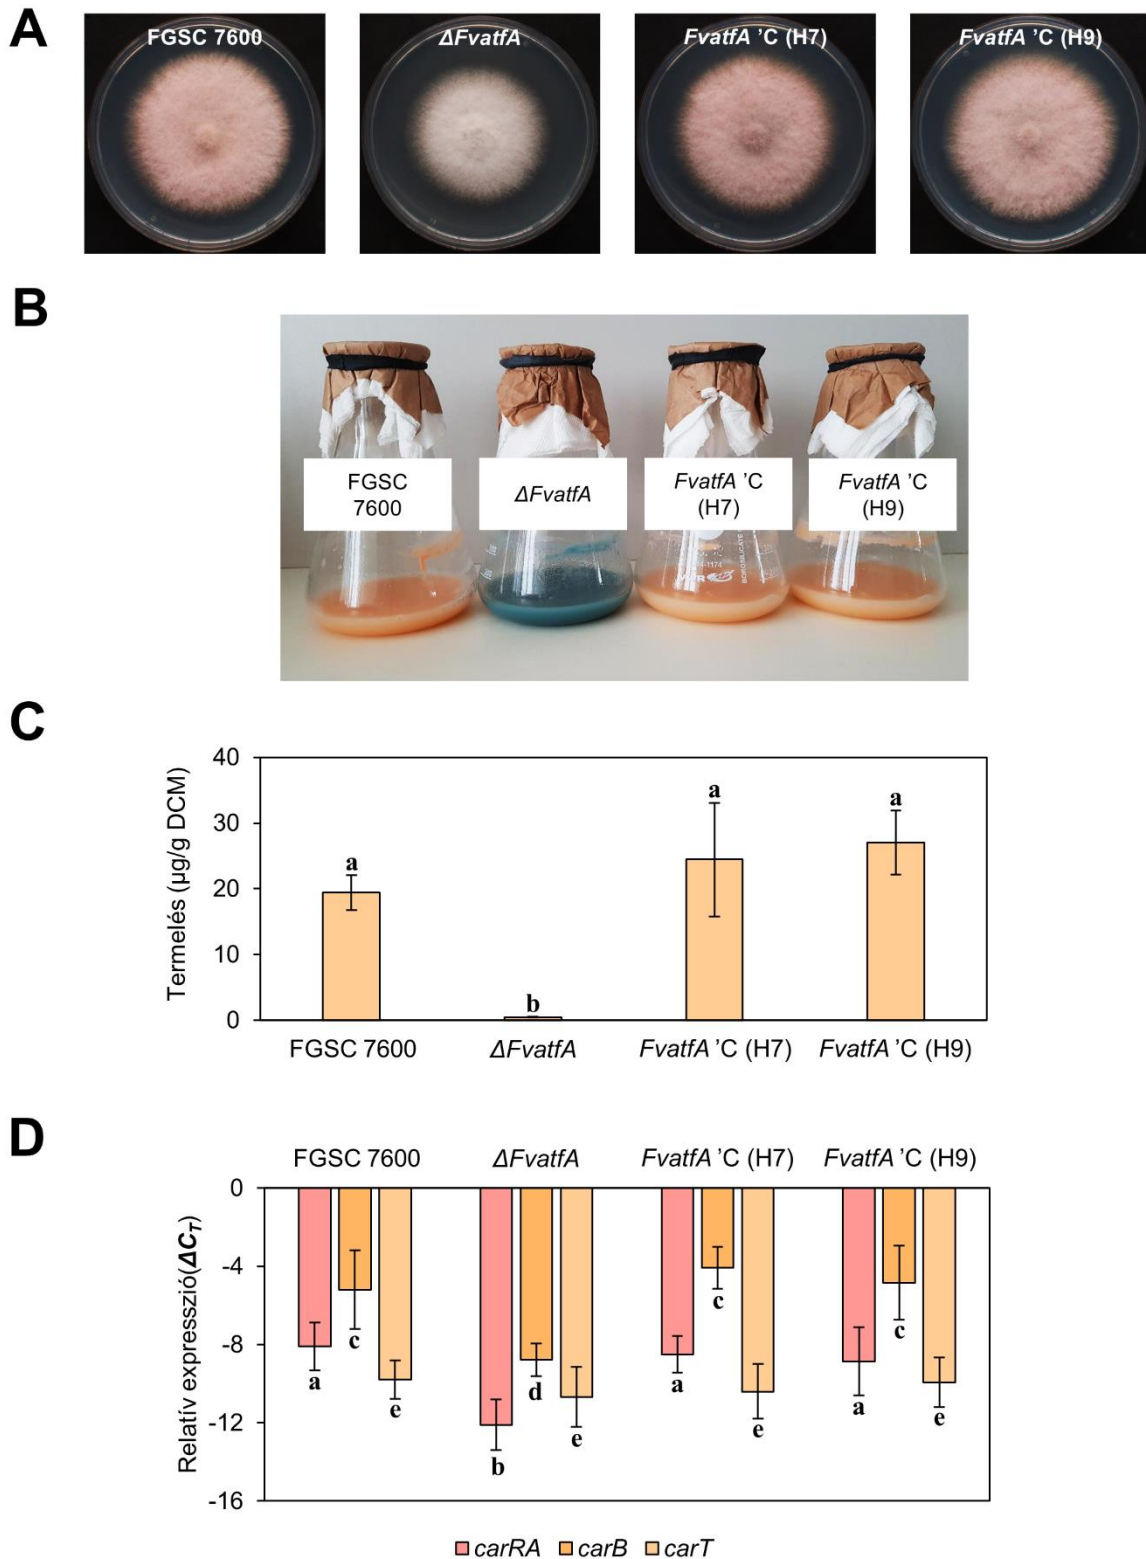 A
FGSC 7600
ΔFvatfA
FvatfA 'C (H7)
FvatfA 'C (H9)
B
FGSC
7600
ΔFvatfA
FvatfA 'C
(H7)
FvatfA 'C
(H9)
VWR
BOROSILICATE
C
Termelés (µg/g DCM)
40
30
20
10
0
a
b
a
a
FGSC 7600
ΔFvatfA
FvatfA 'C (H7)
FvatfA 'C (H9)
D
FGSC 7600
ΔFvatfA
FvatfA 'C (H7)
FvatfA 'C (H9)
Relatív expresszió(ΔCT)
0
-4
-8
-12
-16
a
c
e
b
d
e
a
c
e
a
c
e
carRA
carB
carT